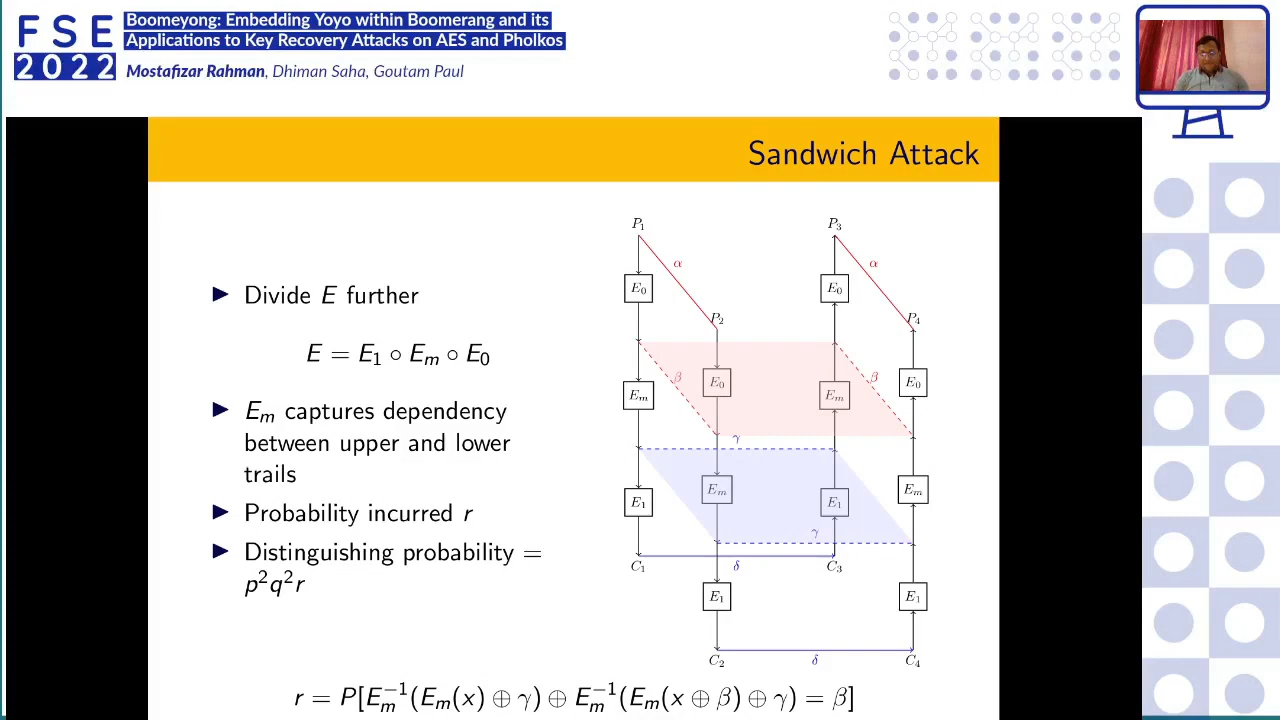 FSE
2022
Boomeyong: Embedding Yoyo within Boomerang and its
Applications to Key Recovery Attacks on AES and Pholkos
Mostafizar Rahman, Dhiman Saha, Goutam Paul
Sandwich Attack
▶ Divide E further
E = E₁ ∘ Eₘ ∘ E₀
▶ Eₘ captures dependency
between upper and lower
trails
▶ Probability incurred r
▶ Distinguishing probability =
p²q²r
P₁ P₃
α α
E₀ E₀
P₂ P₄
β E₀ β E₀
Eₘ Eₘ
γ
Eₘ Eₘ
E₁ E₁
γ
C₁ δ C₃
E₁ E₁
C₂ δ C₄
r = P[Eₘ⁻¹(Eₘ(x) ⊕ γ) ⊕ Eₘ⁻¹(Eₘ(x ⊕ β) ⊕ γ) = β]